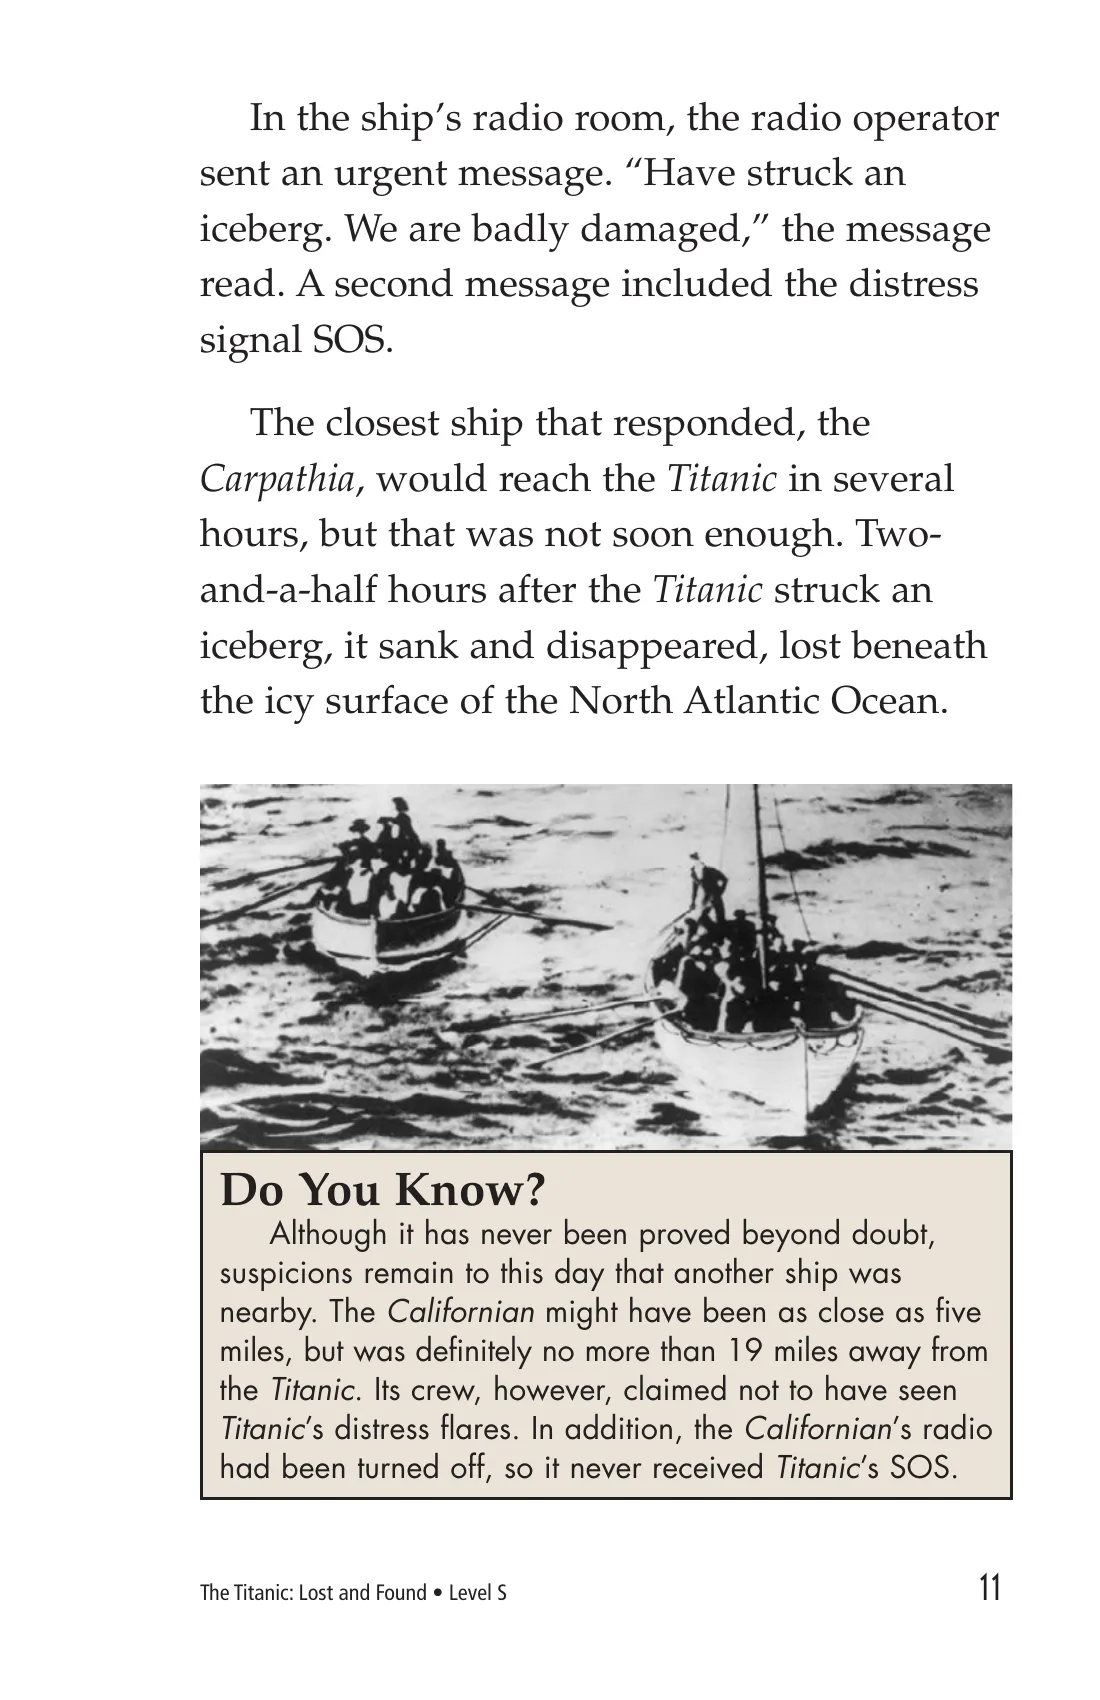 In the ship’s radio room, the radio operator
sent an urgent message. “Have struck an
iceberg. We are badly damaged,” the message
read. A second message included the distress
signal SOS.
The closest ship that responded, the
Carpathia, would reach the Titanic in several
hours, but that was not soon enough. Two-
and-a-half hours after the Titanic struck an
iceberg, it sank and disappeared, lost beneath
the icy surface of the North Atlantic Ocean.
Do You Know?
Although it has never been proved beyond doubt,
suspicions remain to this day that another ship was
nearby. The Californian might have been as close as five
miles, but was definitely no more than 19 miles away from
the Titanic. Its crew, however, claimed not to have seen
Titanic’s distress flares. In addition, the Californian’s radio
had been turned off, so it never received Titanic’s SOS.
The Titanic: Lost and Found • Level S
11